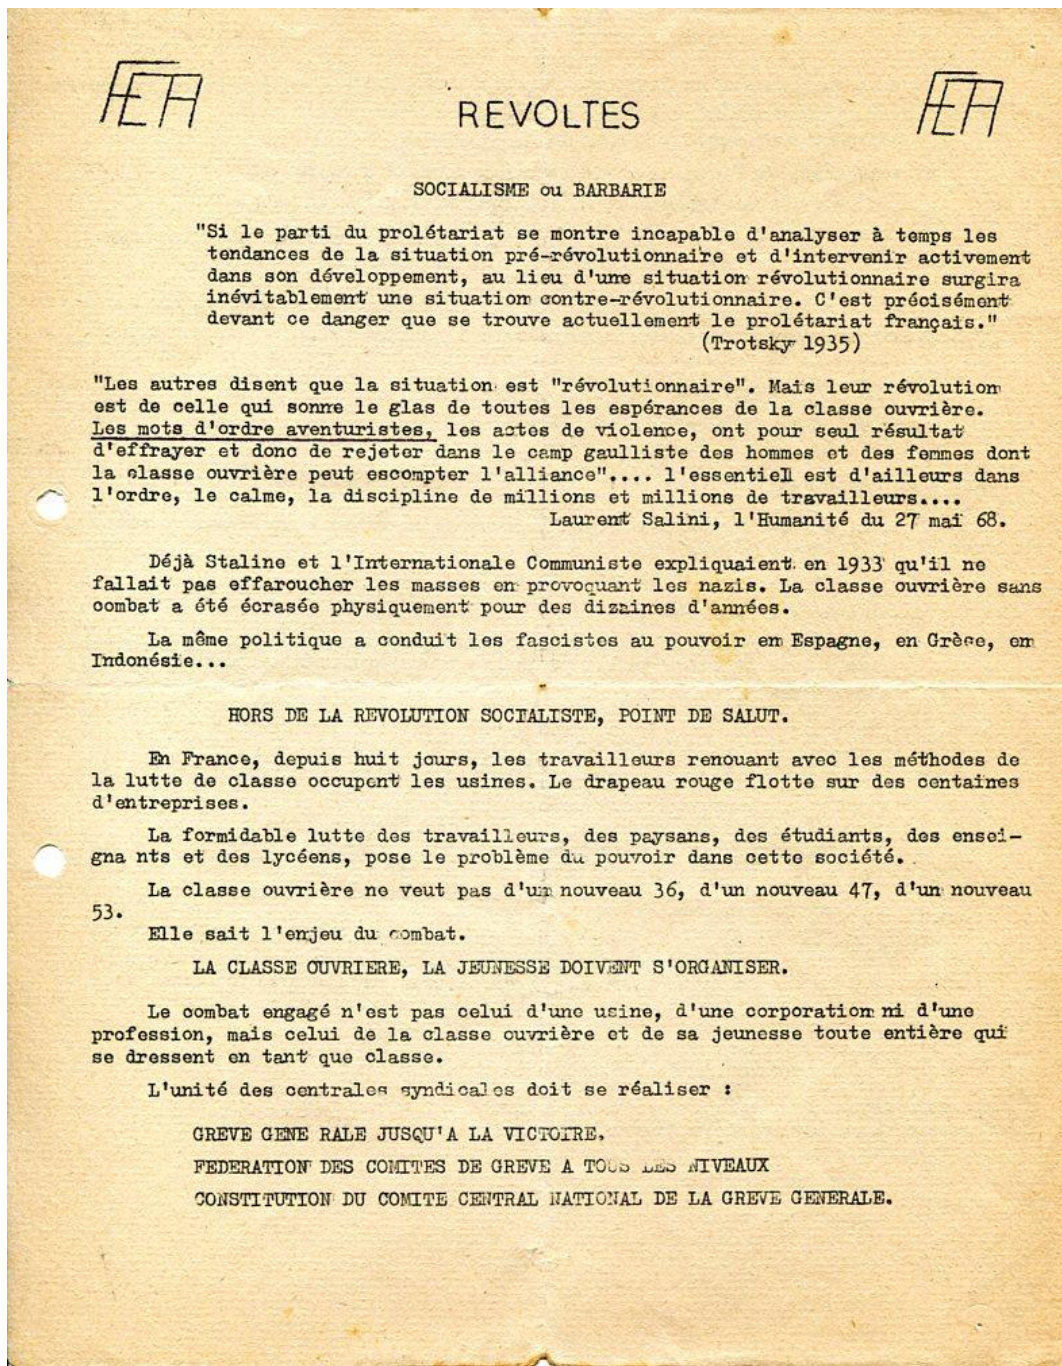 FER REVOLTES FER
SOCIALISME ou BARBARIE
"Si le parti du prolétariat se montre incapable d'analyser à temps les
tendances de la situation pré-révolutionnaire et d'intervenir activement
dans son développement, au lieu d'une situation révolutionnaire surgira
inévitablement une situation contre-révolutionnaire. C'est précisément
devant ce danger que se trouve actuellement le prolétariat français."
(Trotsky 1935)
"Les autres disent que la situation est "révolutionnaire". Mais leur révolution
est de celle qui sonne le glas de toutes les espérances de la classe ouvrière.
Les mots d'ordre aventuristes, les actes de violence, ont pour seul résultat
d'effrayer et donc de rejeter dans le camp gaulliste des hommes et des femmes dont
la classe ouvrière peut escompter l'alliance".... l'essentiell est d'ailleurs dans
l'ordre, le calme, la discipline de millions et millions de travailleurs....
Laurent Salini, l'Humanité du 27 mai 68.
Déjà Staline et l'Internationale Communiste expliquaient en 1933 qu'il ne
fallait pas effaroucher les masses en provoquant les nazis. La classe ouvrière sans
combat a été écrasée physiquement pour des dizaines d'années.
La même politique a conduit les fascistes au pouvoir en Espagne, en Grèce, en
Indonésie...
HORS DE LA REVOLUTION SOCIALISTE, POINT DE SALUT.
En France, depuis huit jours, les travailleurs renouant avec les méthodes de
la lutte de classe occupent les usines. Le drapeau rouge flotte sur des centaines
d'entreprises.
La formidable lutte des travailleurs, des paysans, des étudiants, des ensei-
gna nts et des lycéens, pose le problème du pouvoir dans cette société.
La classe ouvrière ne veut pas d'un nouveau 36, d'un nouveau 47, d'un nouveau
53.
Elle sait l'enjeu du combat.
LA CLASSE OUVRIERE, LA JEUNESSE DOIVENT S'ORGANISER.
Le combat engagé n'est pas celui d'une usine, d'une corporation ni d'une
profession, mais celui de la classe ouvrière et de sa jeunesse toute entière qui
se dressent en tant que classe.
L'unité des centrales syndicales doit se réaliser :
GREVE GENE RALE JUSQU'A LA VICTOIRE,
FEDERATION DES COMITES DE GREVE A TOUS LES NIVEAUX
CONSTITUTION DU COMITE CENTRAL NATIONAL DE LA GREVE GENERALE.